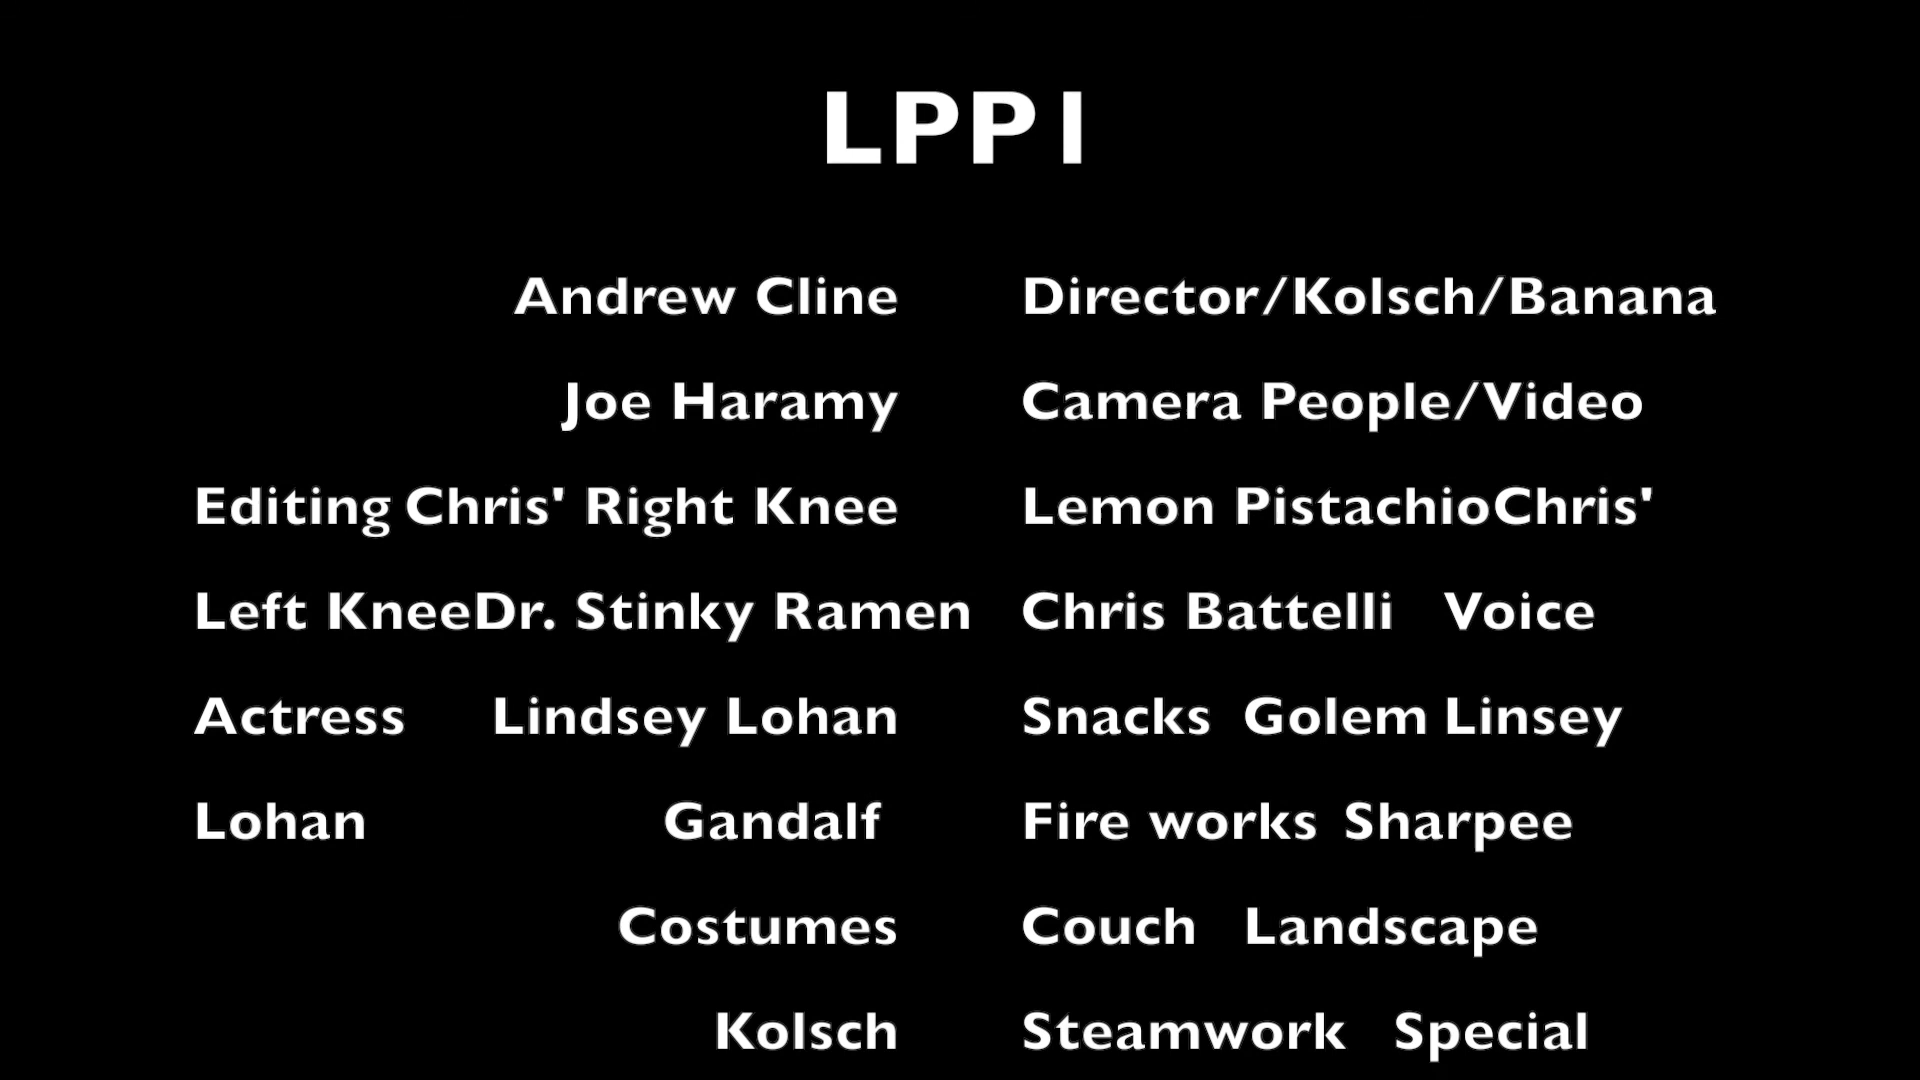 LPP1
Andrew Cline Director/Kolsch/Banana
Joe Haramy Camera People/Video
Editing Chris' Right Knee Lemon PistachioChris'
Left KneeDr. Stinky Ramen Chris Battelli Voice
Actress Lindsey Lohan Snacks Golem Linsey
Lohan Gandalf Fire works Sharpee
Costumes Couch Landscape
Kolsch Steamwork Special